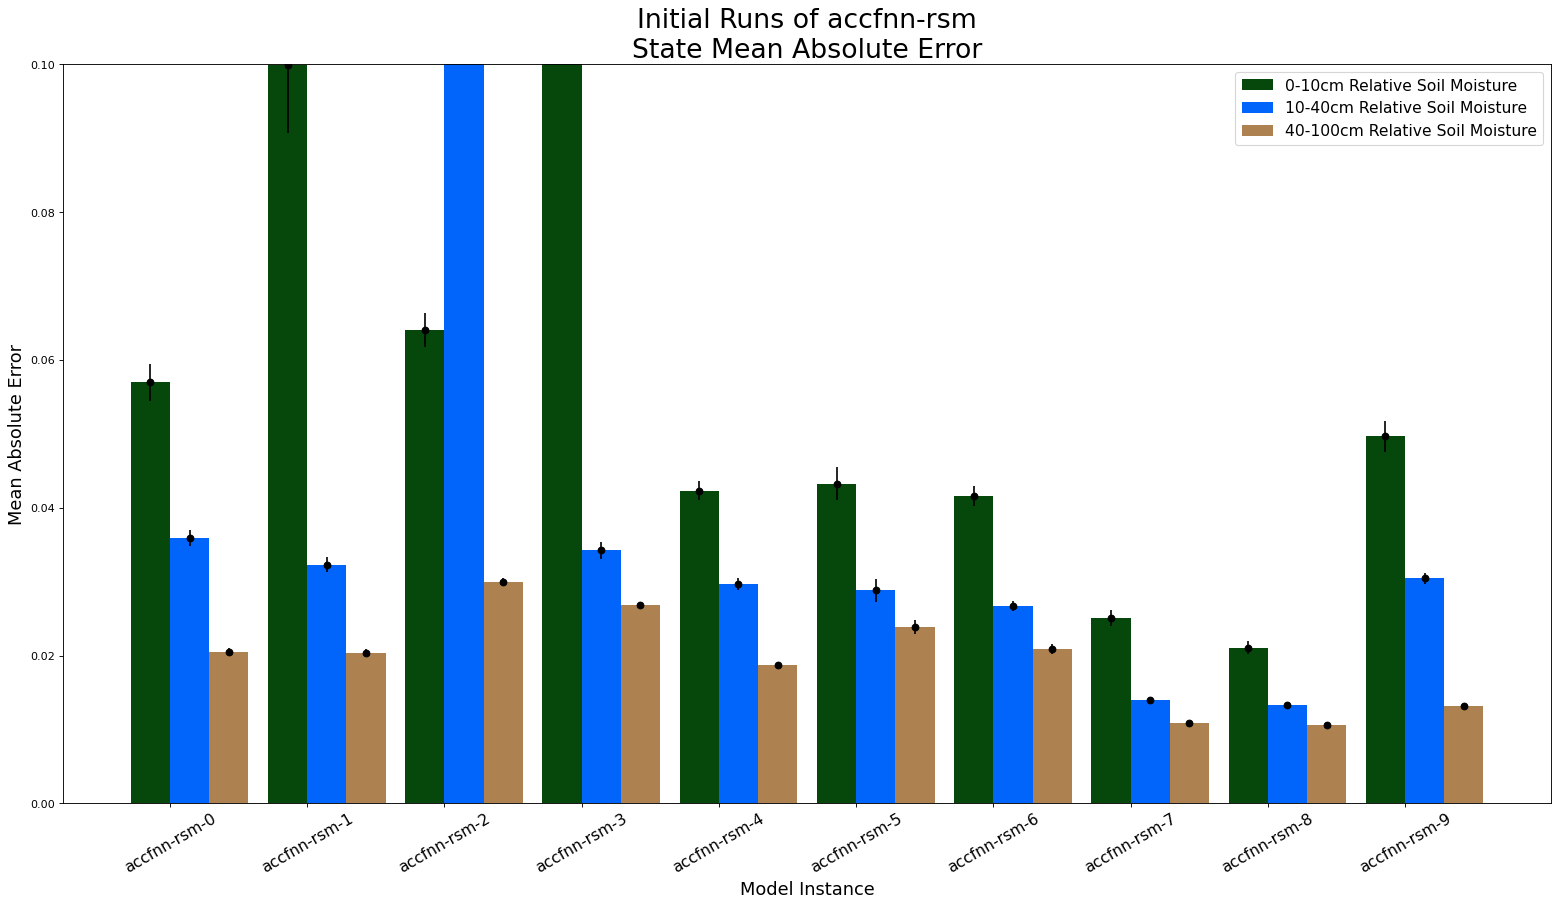 Initial Runs of accfnn-rsm
State Mean Absolute Error
0-10cm Relative Soil Moisture
10-40cm Relative Soil Moisture
40-100cm Relative Soil Moisture
Mean Absolute Error
0.10
0.08
0.06
0.04
0.02
0.00
accfnn-rsm-0
accfnn-rsm-1
accfnn-rsm-2
accfnn-rsm-3
accfnn-rsm-4
accfnn-rsm-5
accfnn-rsm-6
accfnn-rsm-7
accfnn-rsm-8
accfnn-rsm-9
Model Instance